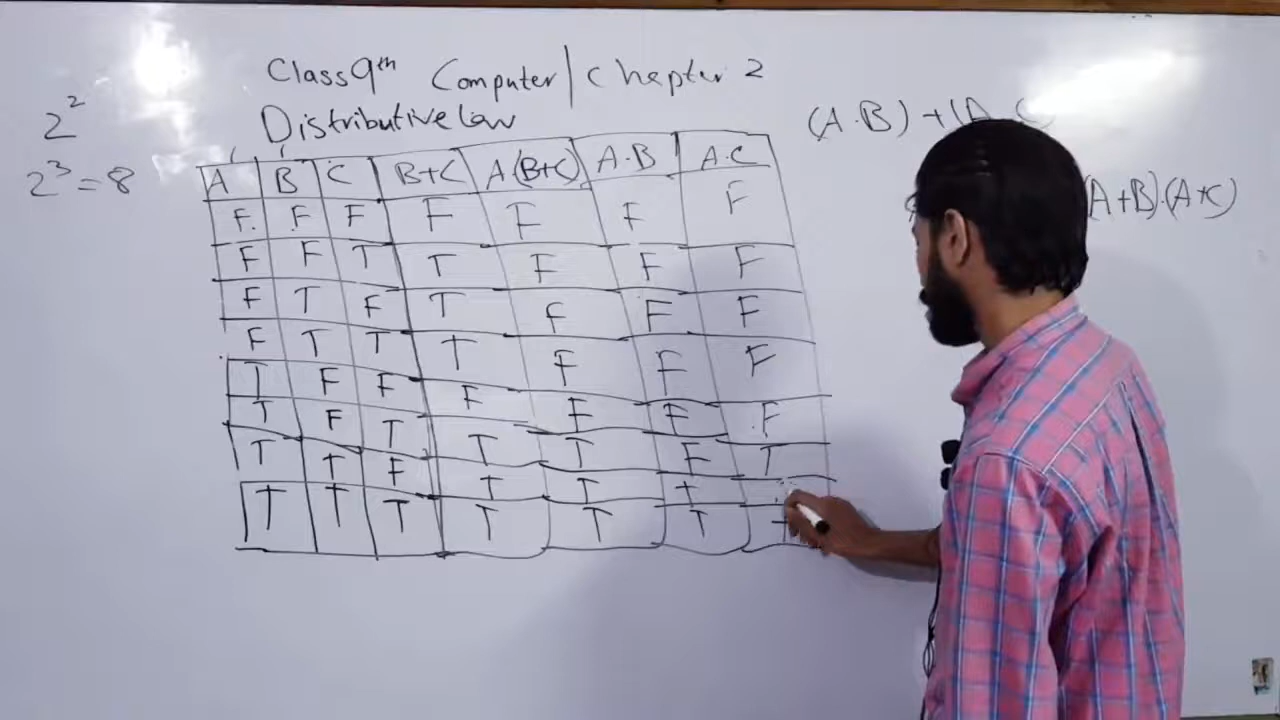 Class 9th Computer/Chapter 2
Distributive Law
2²
2³ = 8
(A.B) + (A.C
(A+B).(A+C)
A B C B+C A(B+C) A.B A.C
F F F F F F F
F F T T F F F
F T F T F F F
F T T T F F F
T F F F F F F
T F T T T F T
T T F T T T
T T T T T T T